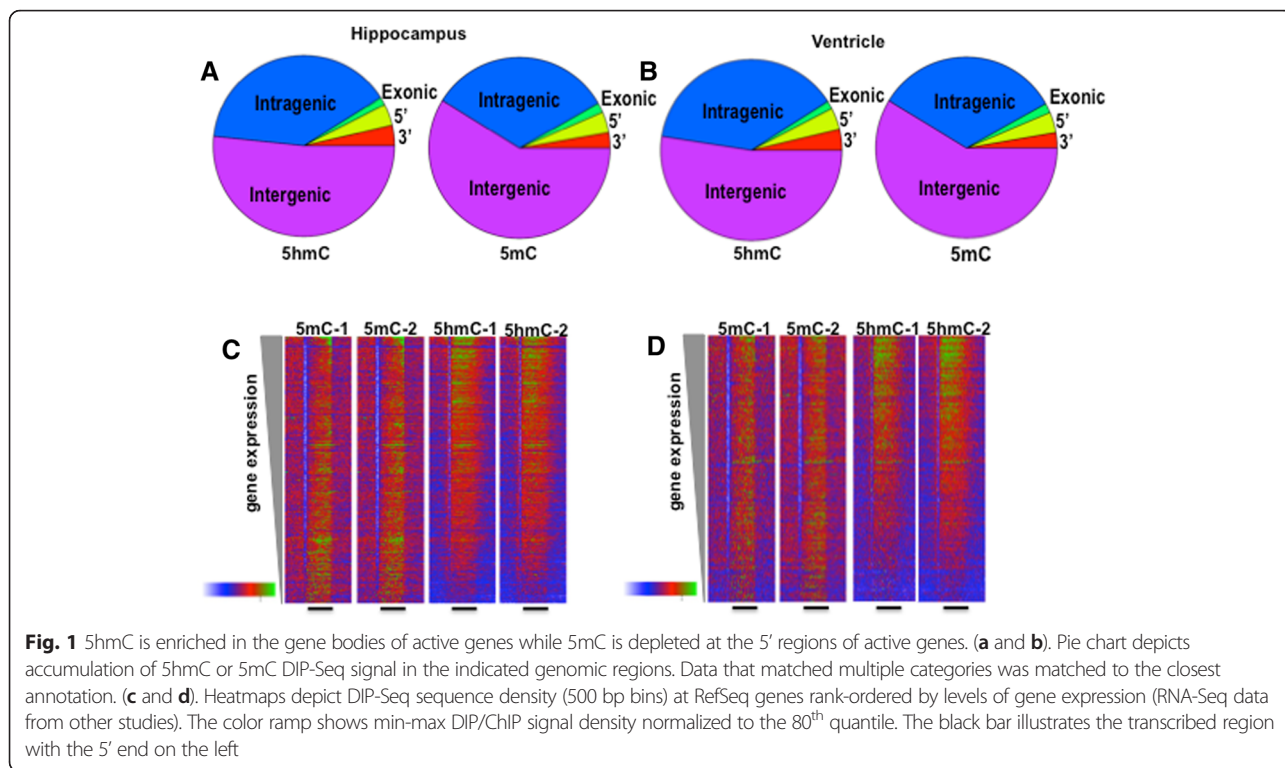 Hippocampus
Ventricle
A
B
Intragenic
Exonic
5'
3'
Intergenic
5hmC
Intragenic
Exonic
5'
3'
Intergenic
5mC
Intragenic
Exonic
5'
3'
Intergenic
5hmC
Intragenic
Exonic
5'
3'
Intergenic
5mC
C
5mC-1 5mC-2 5hmC-1 5hmC-2
gene expression
D
5mC-1 5mC-2 5hmC-1 5hmC-2
gene expression
Fig. 1 5hmC is enriched in the gene bodies of active genes while 5mC is depleted at the 5' regions of active genes. (a and b). Pie chart depicts
accumulation of 5hmC or 5mC DIP-Seq signal in the indicated genomic regions. Data that matched multiple categories was matched to the closest
annotation. (c and d). Heatmaps depict DIP-Seq sequence density (500 bp bins) at RefSeq genes rank-ordered by levels of gene expression (RNA-Seq data
from other studies). The color ramp shows min-max DIP/ChIP signal density normalized to the 80th quantile. The black bar illustrates the transcribed region
with the 5' end on the left